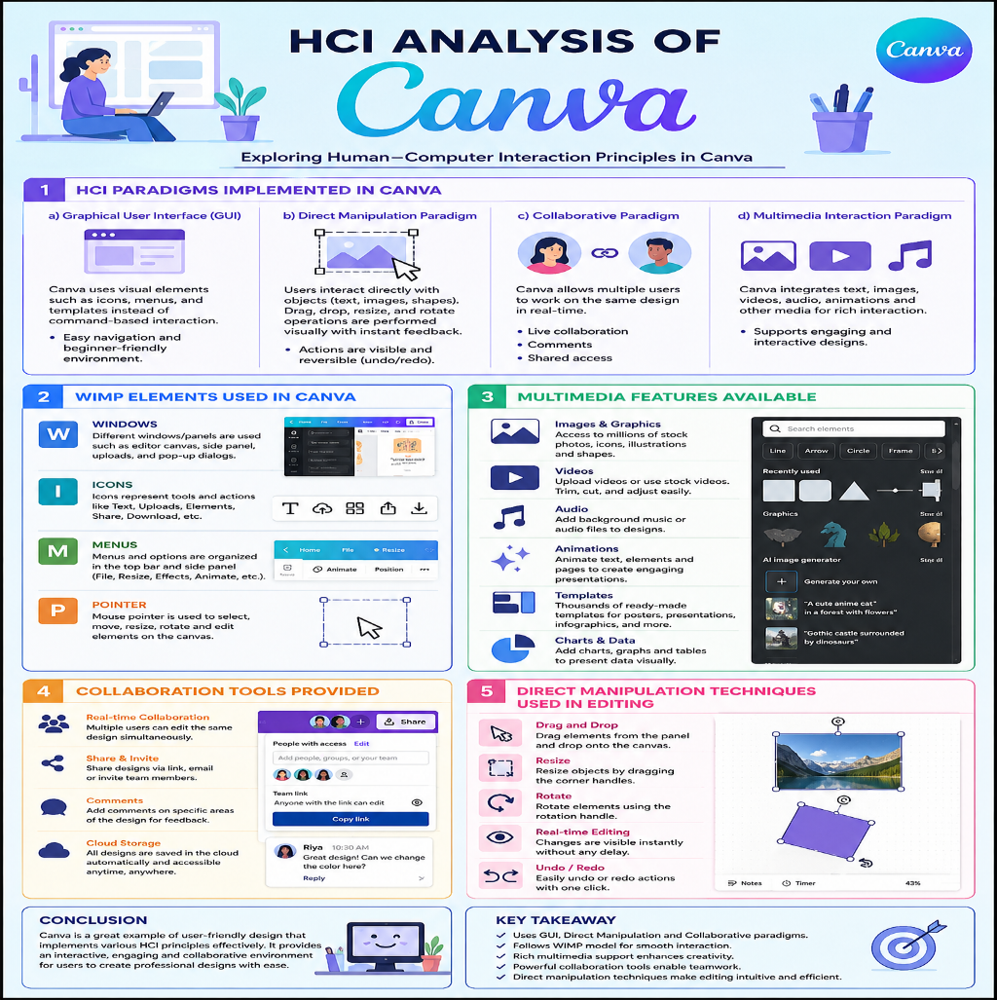 HCI ANALYSIS OF
Canva
Canva
Exploring Human–Computer Interaction Principles in Canva
1 HCI PARADIGMS IMPLEMENTED IN CANVA
a) Graphical User Interface (GUI)
Canva uses visual elements
such as icons, menus, and
templates instead of
command-based interaction.
• Easy navigation and
beginner-friendly
environment.
b) Direct Manipulation Paradigm
Users interact directly with
objects (text, images, shapes).
Drag, drop, resize, and rotate
operations are performed
visually with instant feedback.
• Actions are visible and
reversible (undo/redo).
c) Collaborative Paradigm
Canva allows multiple users
to work on the same design
in real-time.
• Live collaboration
• Comments
• Shared access
d) Multimedia Interaction Paradigm
Canva integrates text, images,
videos, audio, animations and
other media for rich interaction.
• Supports engaging and
interactive designs.
2 WIMP ELEMENTS USED IN CANVA
W WINDOWS
Different windows/panels are used
such as editor canvas, side panel,
uploads, and pop-up dialogs.
I ICONS
Icons represent tools and actions
like Text, Uploads, Elements,
Share, Download, etc.
T
M MENUS
Menus and options are organized
in the top bar and side panel
(File, Resize, Effects, Animate, etc.).
Home File Resize
Animate Position
P POINTER
Mouse pointer is used to select,
move, resize, rotate and edit
elements on the canvas.
3 MULTIMEDIA FEATURES AVAILABLE
Images & Graphics
Access to millions of stock
photos, icons, illustrations
and shapes.
Videos
Upload videos or use stock videos.
Trim, cut, and adjust easily.
Audio
Add background music or
audio files to designs.
Animations
Animate text, elements and
pages to create engaging
presentations.
Templates
Thousands of ready-made
templates for posters, presentations,
infographics, and more.
Charts & Data
Add charts, graphs and tables
to present data visually.
Search elements
Line Arrow Circle Frame
Recently used
Graphics
AI image generator
Generate your own
"A cute anime cat"
in a forest with flowers"
"Gothic castle surrounded
by dinosaurs"
4 COLLABORATION TOOLS PROVIDED
Real-time Collaboration
Multiple users can edit the same
design simultaneously.
Share & Invite
Share designs via link, email
or invite team members.
Comments
Add comments on specific areas
of the design for feedback.
Cloud Storage
All designs are saved in the cloud
automatically and accessible
anytime, anywhere.
Share
People with access Edit
Add people, groups, or your team
Team link
Anyone with the link can edit
Copy link
Riya 10:30 AM
Great design! Can we change
the color here?
Reply
5 DIRECT MANIPULATION TECHNIQUES
USED IN EDITING
Drag and Drop
Drag elements from the panel
and drop onto the canvas.
Resize
Resize objects by dragging
the corner handles.
Rotate
Rotate elements using the
rotation handle.
Real-time Editing
Changes are visible instantly
without any delay.
Undo / Redo
Easily undo or redo actions
with one click.
Notes Timer 43%
CONCLUSION
Canva is a great example of user-friendly design that
implements various HCI principles effectively. It provides
an interactive, engaging and collaborative environment
for users to create professional designs with ease.
KEY TAKEAWAY
✓ Uses GUI, Direct Manipulation and Collaborative paradigms.
✓ Follows WIMP model for smooth interaction.
✓ Rich multimedia support enhances creativity.
✓ Powerful collaboration tools enable teamwork.
✓ Direct manipulation techniques make editing intuitive and efficient.